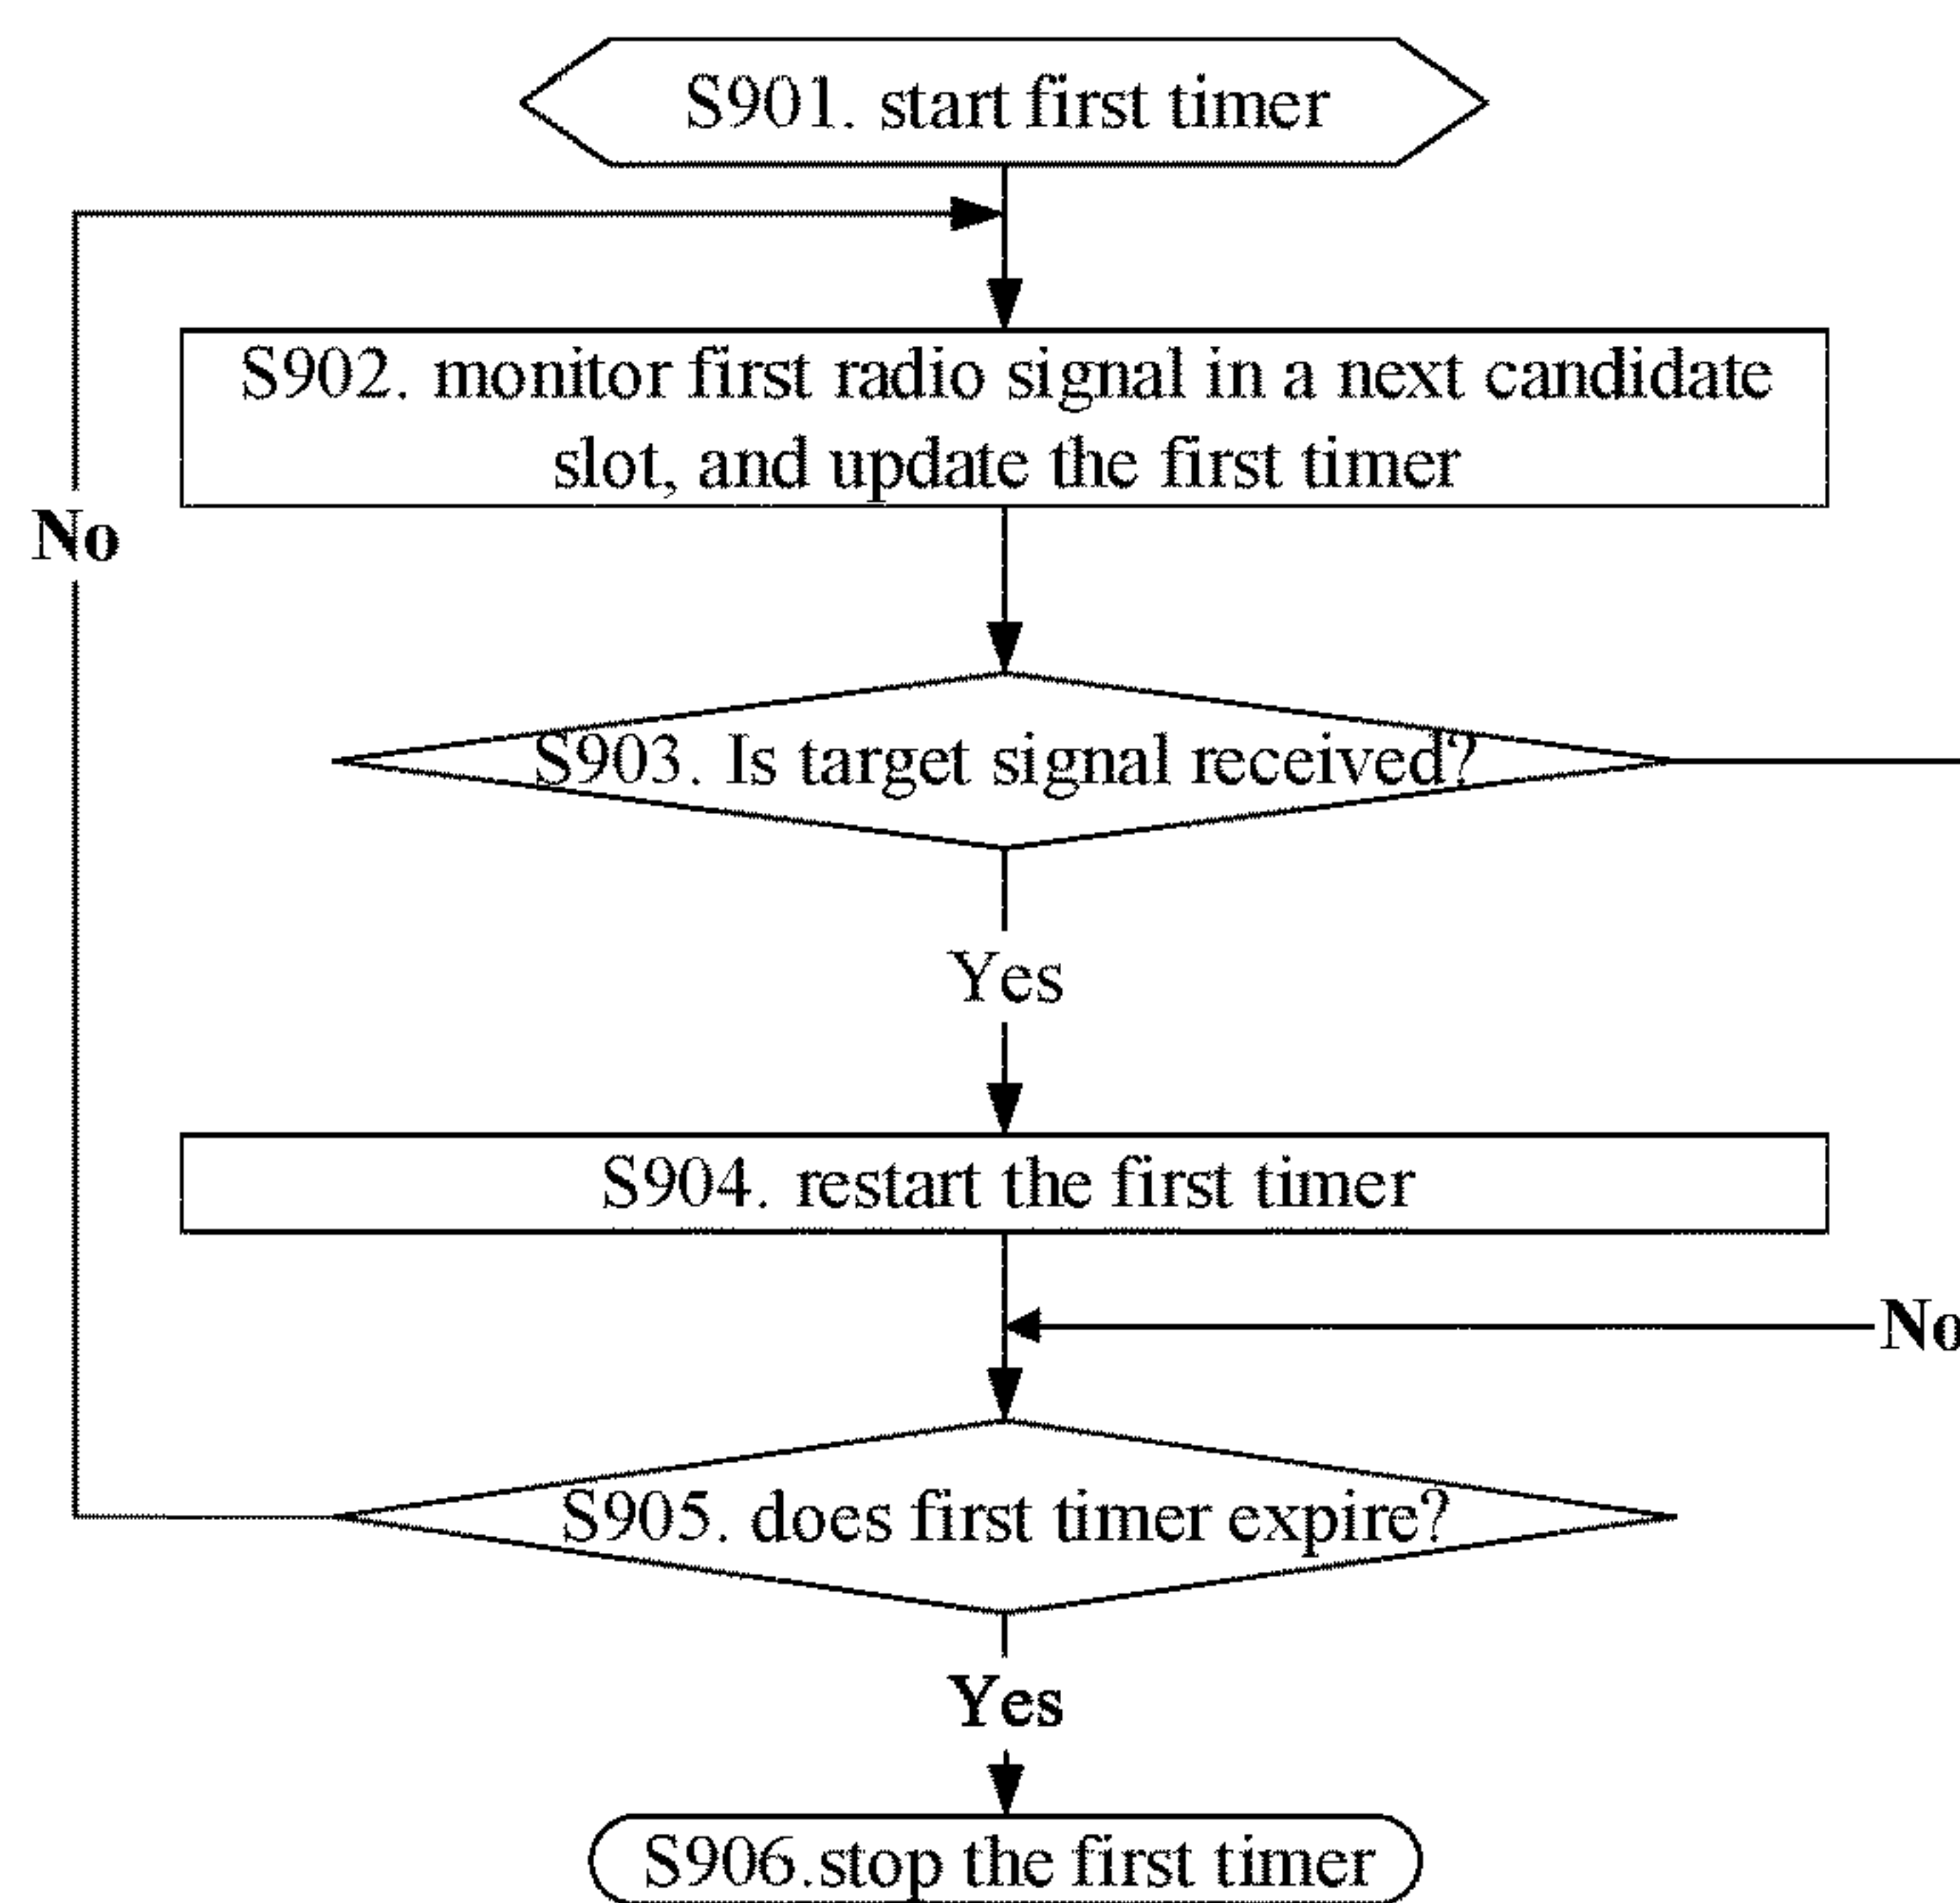 S901. start first timer
S902. monitor first radio signal in a next candidate
slot, and update the first timer
No
S903. Is target signal received?
Yes
S904. restart the first timer
No
S905. does first timer expire?
Yes
S906.stop the first timer